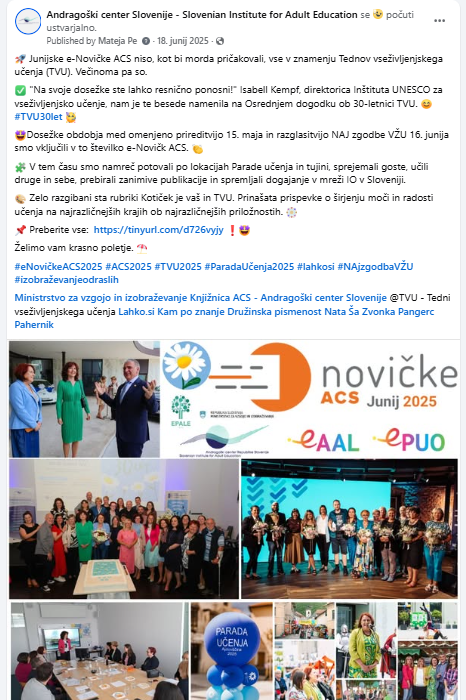 Andragoški center Slovenije - Slovenian Institute for Adult Education se 😉 počuti
ustvarjalno.
Published by Mateja Pe · 18. junij 2025 ·
🚀 Junijske e-Novičke ACS niso, kot bi morda pričakovali, vse v znamenju Tednov vseživljenjskega
učenja (TVU). Večinoma pa so.
✅ "Na svoje dosežke ste lahko resnično ponosni!" Isabell Kempf, direktorica Inštituta UNESCO za
vseživljenjsko učenje, nam je te besede namenila na Osrednjem dogodku ob 30-letnici TVU. 😊
#TVU30let 🥳
🤩Dosežke obdobja med omenjeno prireditvijo 15. maja in razglasitvijo NAJ zgodbe VŽU 16. junija
smo vključili v to številko e-Novičk ACS. 👏
🧩 V tem času smo namreč potovali po lokacijah Parade učenja in tujini, sprejemali goste, učili
druge in sebe, prebirali zanimive publikacije in spremljali dogajanje v mreži IO v Sloveniji.
Zelo razgibani sta rubriki Kotiček je vaš in TVU. Prinašata prispevke o širjenju moči in radosti
učenja na najrazličnejših krajih ob najrazličnejših priložnostih.
📌 Preberite vse: https://tinyurl.com/d726vyjy ❗🤩
Želimo vam krasno poletje. ⛱️
#eNovičkeACS2025 #ACS2025 #TVU2025 #ParadaUčenja2025 #lahkosi #NAjzgodbaVŽU
#izobraževanjeodraslih
Ministrstvo za vzgojo in izobraževanje Knjižnica ACS - Andragoški center Slovenije @TVU - Tedni
vseživljenjskega učenja Lahko.si Kam po znanje Družinska pismenost Nata Ša Zvonka Pangerc
Pahernik
novičke
ACS Junij 2025
EPALE
REPUBLIKA SLOVENIJA
MINISTRSTVO ZA VZGOJO IN IZOBRAŽEVANJE
Andragoški center Republike Slovenije
Slovenian Institute for Adult Education
eAAL ePUO
PARADA
UČENJA
2025